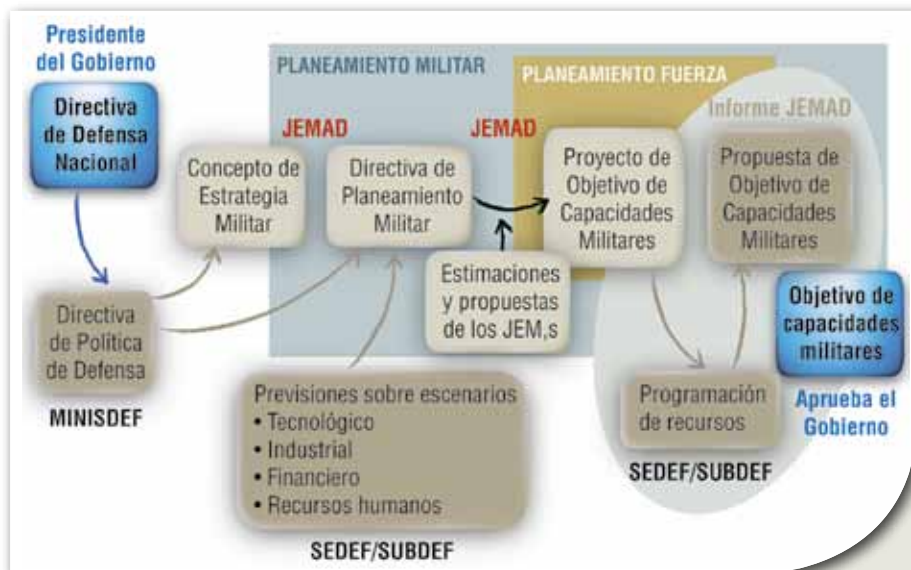 Presidente
del Gobierno
Directiva
de Defensa
Nacional
Directiva
de Política
de Defensa
MINISDEF
PLANEAMIENTO MILITAR
JEMAD
Concepto de
Estrategia
Militar
Directiva de
Planeamiento
Militar
Previsiones sobre escenarios
• Tecnológico
• Industrial
• Financiero
• Recursos humanos
SEDEF/SUBDEF
JEMAD
Estimaciones
y propuestas
de los JEM,s
PLANEAMIENTO FUERZA
Proyecto de
Objetivo de
Capacidades
Militares
Informe JEMAD
Propuesta de
Objetivo de
Capacidades
Militares
Programación
de recursos
SEDEF/SUBDEF
Objetivo de
capacidades
militares
Aprueba el
Gobierno